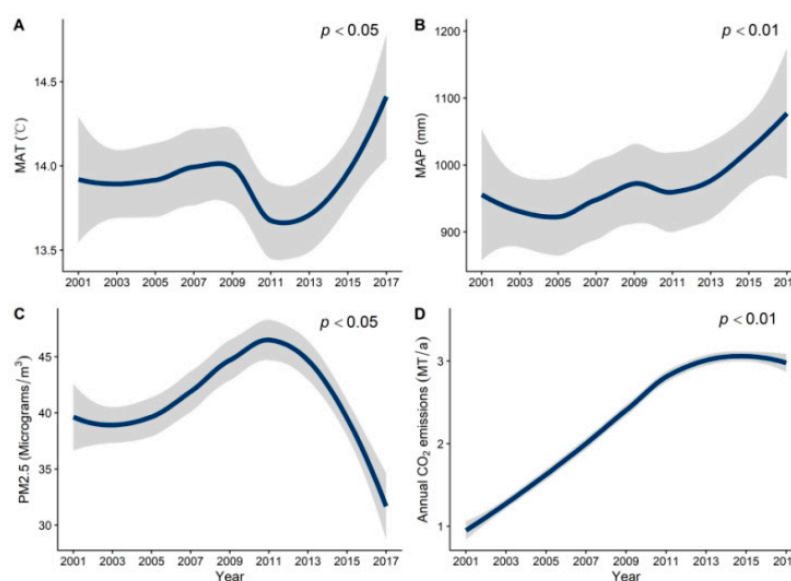 A
p < 0.05
MAT (℃)
14.5
14.0
13.5
2001 2003 2005 2007 2009 2011 2013 2015 2017
B
p < 0.01
MAP (mm)
1200
1100
1000
900
2001 2003 2005 2007 2009 2011 2013 2015 201
C
p < 0.05
PM2.5 (Micrograms/m³)
45
40
35
30
2001 2003 2005 2007 2009 2011 2013 2015 2017
Year
D
p < 0.01
Annual CO₂ emissions (MT/a)
3
2
1
2001 2003 2005 2007 2009 2011 2013 2015 201
Year